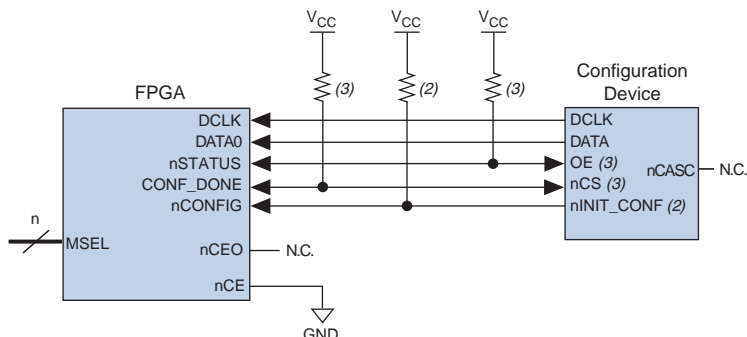 VCC VCC VCC
(3) (2) (3)
Configuration
Device
FPGA
DCLK
DATA0
nSTATUS
CONF_DONE
nCONFIG
MSEL
n
nCEO
N.C.
nCE
GND
DCLK
DATA
OE (3)
nCS (3)
nINIT_CONF (2)
nCASC
N.C.